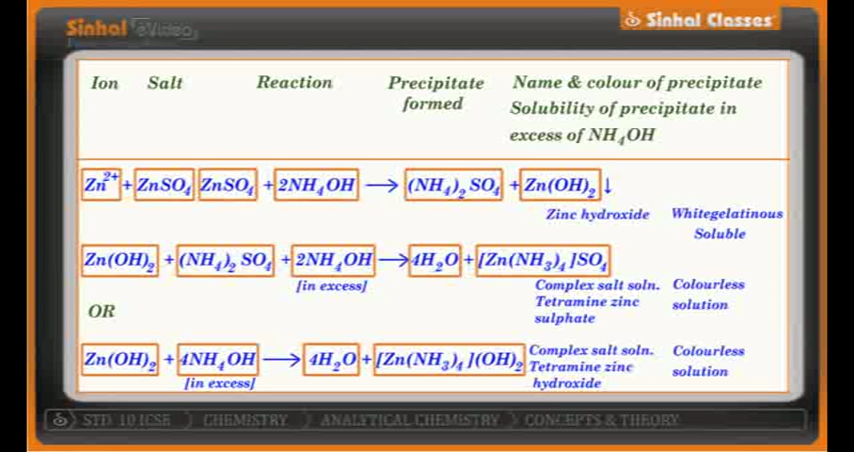 Sinhal eVideo
Sinhal Classes
Ion Salt Reaction Precipitate formed Name & colour of precipitate
Solubility of precipitate in
excess of NH₄OH
Zn²⁺ + ZnSO₄ ZnSO₄ + 2NH₄OH ⟶ (NH₄)₂ SO₄ + Zn(OH)₂ ↓
Zinc hydroxide Whitegelatinous
Soluble
Zn(OH)₂ + (NH₄)₂ SO₄ + 2NH₄OH ⟶ 4H₂O + [Zn(NH₃)₄ ]SO₄
[in excess] Complex salt soln. Colourless
Tetramine zinc solution
sulphate
OR
Zn(OH)₂ + 4NH₄OH ⟶ 4H₂O + [Zn(NH₃)₄ ](OH)₂ Complex salt soln. Colourless
[in excess] Tetramine zinc solution
hydroxide
STD 10 ICSE CHEMISTRY ANALYTICAL CHEMISTRY CONCEPTS & THEORY